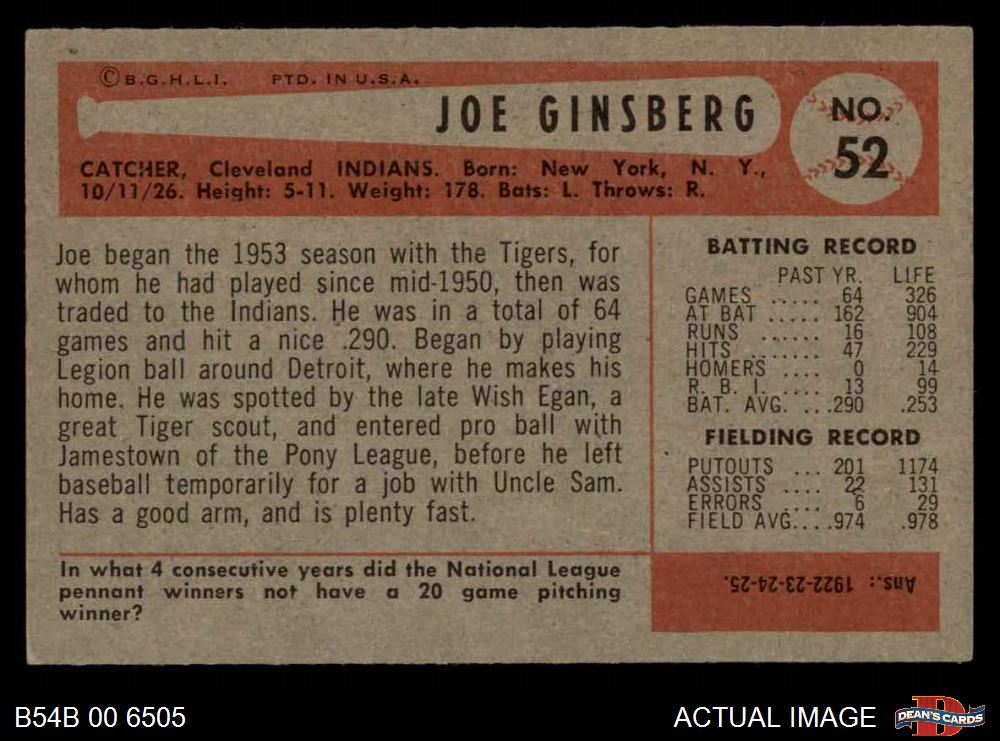 © B.G.H.L.I. PTD. IN U.S.A.
JOE GINSBERG
NO.
52
CATCHER, Cleveland INDIANS. Born: New York, N. Y.,
10/11/26. Height: 5-11. Weight: 178. Bats: L. Throws: R.
Joe began the 1953 season with the Tigers, for
whom he had played since mid-1950, then was
traded to the Indians. He was in a total of 64
games and hit a nice .290. Began by playing
Legion ball around Detroit, where he makes his
home. He was spotted by the late Wish Egan, a
great Tiger scout, and entered pro ball with
Jamestown of the Pony League, before he left
baseball temporarily for a job with Uncle Sam.
Has a good arm, and is plenty fast.
In what 4 consecutive years did the National League
pennant winners not have a 20 game pitching
winner?
BATTING RECORD
PAST YR. LIFE
GAMES ..... 64 326
AT BAT ..... 162 904
RUNS ...... 16 108
HITS ....... 47 229
HOMERS .... 0 14
R. B. I. .... 13 99
BAT. AVG. ....290 .253
FIELDING RECORD
PUTOUTS ... 201 1174
ASSISTS .... 22 131
ERRORS .... 6 29
FIELD AVG....974 .978
Ans.: 1922-23-24-25.
B54B 00 6505
ACTUAL IMAGE
D
DEAN'S CARDS